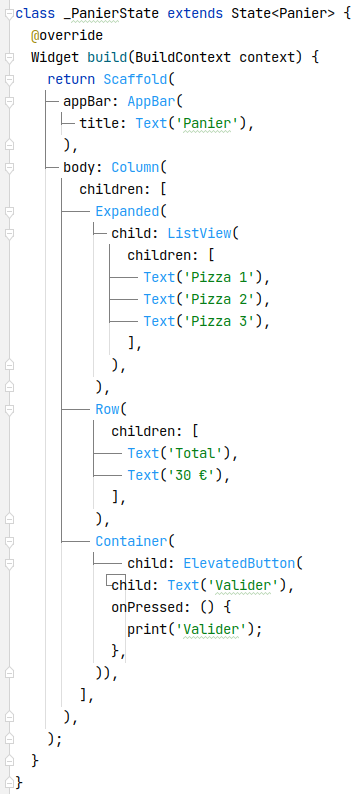 class _PanierState extends State<Panier> {
  @override
  Widget build(BuildContext context) {
    return Scaffold(
      appBar: AppBar(
        title: Text('Panier'),
      ),
      body: Column(
        children: [
          Expanded(
            child: ListView(
              children: [
                Text('Pizza 1'),
                Text('Pizza 2'),
                Text('Pizza 3'),
              ],
            ),
          ),
          Row(
            children: [
              Text('Total'),
              Text('30 €'),
            ],
          ),
          Container(
              child: ElevatedButton(
            child: Text('Valider'),
            onPressed: () {
              print('Valider');
            },
          )),
        ],
      ),
    );
  }
}